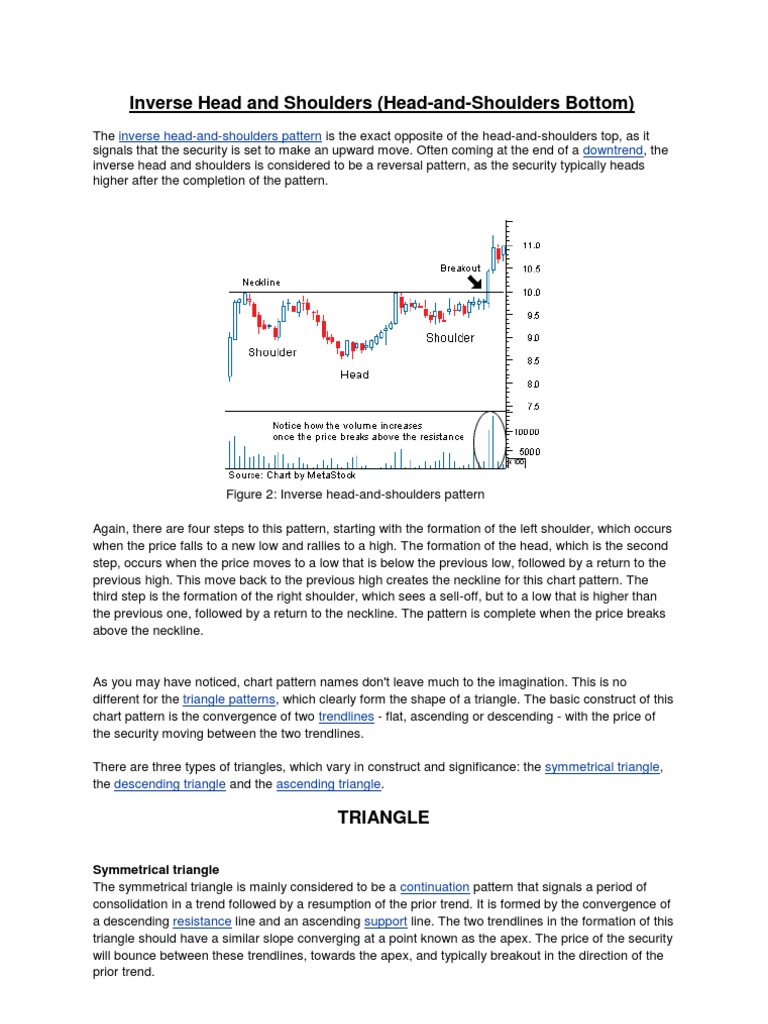 Inverse Head and Shoulders (Head-and-Shoulders Bottom)
The inverse head-and-shoulders pattern is the exact opposite of the head-and-shoulders top, as it
signals that the security is set to make an upward move. Often coming at the end of a downtrend, the
inverse head and shoulders is considered to be a reversal pattern, as the security typically heads
higher after the completion of the pattern.
11.0
Breakout
10.5
Neckline
10.0
9.5
Shoulder
9.0
Shoulder
8.5
Head
8.0
7.5
Notice how the volume increases
once the price breaks above the resistance
10000
5000
x 100
Source: Chart by MetaStock
Figure 2: Inverse head-and-shoulders pattern
Again, there are four steps to this pattern, starting with the formation of the left shoulder, which occurs
when the price falls to a new low and rallies to a high. The formation of the head, which is the second
step, occurs when the price moves to a low that is below the previous low, followed by a return to the
previous high. This move back to the previous high creates the neckline for this chart pattern. The
third step is the formation of the right shoulder, which sees a sell-off, but to a low that is higher than
the previous one, followed by a return to the neckline. The pattern is complete when the price breaks
above the neckline.
As you may have noticed, chart pattern names don't leave much to the imagination. This is no
different for the triangle patterns, which clearly form the shape of a triangle. The basic construct of this
chart pattern is the convergence of two trendlines - flat, ascending or descending - with the price of
the security moving between the two trendlines.
There are three types of triangles, which vary in construct and significance: the symmetrical triangle,
the descending triangle and the ascending triangle.
TRIANGLE
Symmetrical triangle
The symmetrical triangle is mainly considered to be a continuation pattern that signals a period of
consolidation in a trend followed by a resumption of the prior trend. It is formed by the convergence of
a descending resistance line and an ascending support line. The two trendlines in the formation of this
triangle should have a similar slope converging at a point known as the apex. The price of the security
will bounce between these trendlines, towards the apex, and typically breakout in the direction of the
prior trend.